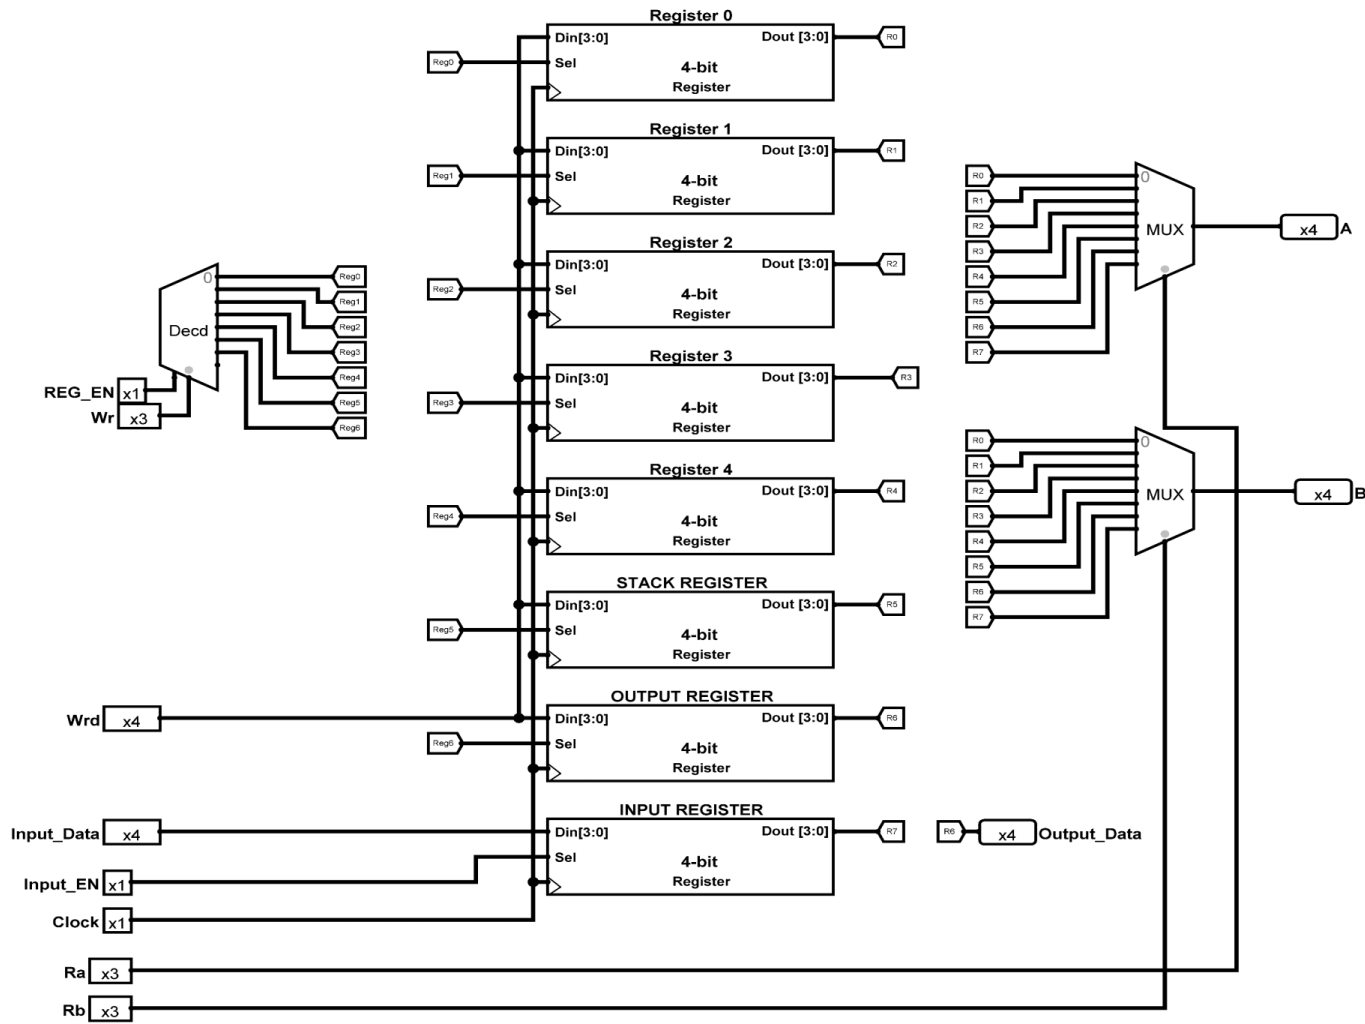 Register 0
Din[3:0]
Dout [3:0]
R0
Reg0
Sel
4-bit
Register
Register 1
Din[3:0]
Dout [3:0]
R1
Reg1
Sel
4-bit
Register
Register 2
Din[3:0]
Dout [3:0]
R2
Reg2
Sel
4-bit
Register
Register 3
Din[3:0]
Dout [3:0]
R3
Reg3
Sel
4-bit
Register
Register 4
Din[3:0]
Dout [3:0]
R4
Reg4
Sel
4-bit
Register
STACK REGISTER
Din[3:0]
Dout [3:0]
R5
Reg5
Sel
4-bit
Register
OUTPUT REGISTER
Din[3:0]
Dout [3:0]
R6
Reg6
Sel
4-bit
Register
INPUT REGISTER
Din[3:0]
Dout [3:0]
R7
Sel
4-bit
Register
0
Decd
Reg0
Reg1
Reg2
Reg3
Reg4
Reg5
Reg6
REG_EN x1
Wr x3
Wrd x4
Input_Data x4
Input_EN x1
Clock x1
Ra x3
Rb x3
R0
R1
R2
R3
R4
R5
R6
R7
0
MUX
x4 A
R0
R1
R2
R3
R4
R5
R6
R7
0
MUX
x4 B
R6 x4 Output_Data